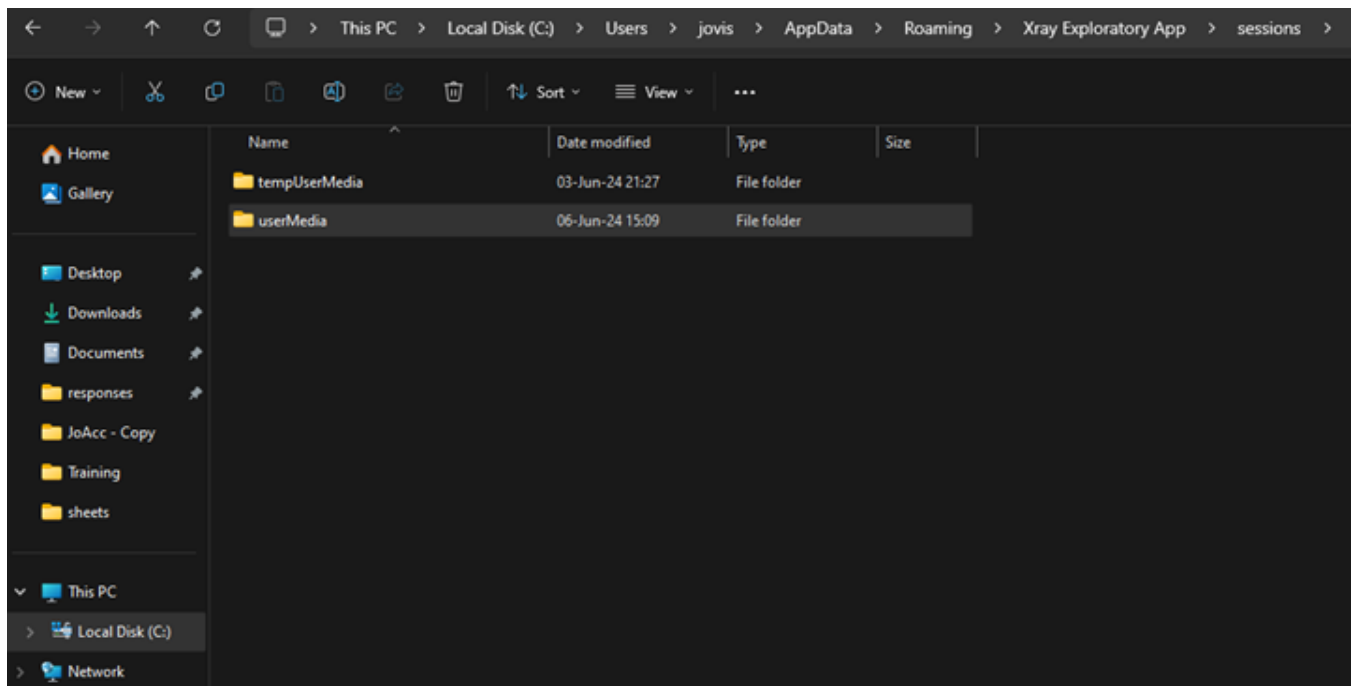 This PC > Local Disk (C:) > Users > jovis > AppData > Roaming > Xray Exploratory App > sessions >
New Sort View ...
Name Date modified Type Size
tempUserMedia 03-Jun-24 21:27 File folder
userMedia 06-Jun-24 15:09 File folder
Home
Gallery
Desktop
Downloads
Documents
responses
JoAcc - Copy
Training
sheets
This PC
Local Disk (C:)
Network